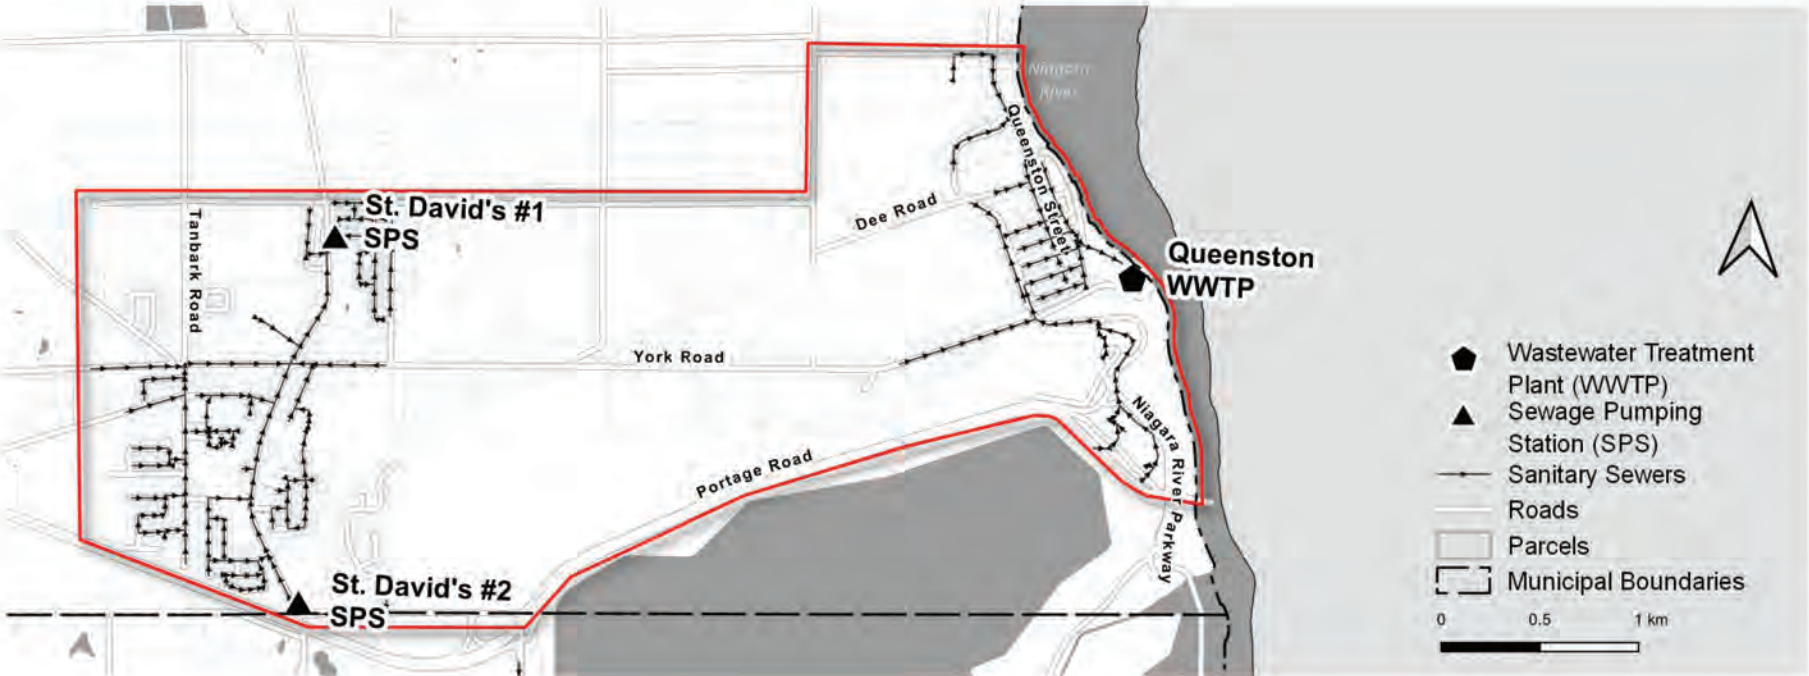 Niagara
River
Queenston Street
St. David's #1
SPS
Tanbark Road
Dee Road
Queenston
WWTP
York Road
Niagara River Parkway
Portage Road
St. David's #2
SPS
Wastewater Treatment
Plant (WWTP)
Sewage Pumping
Station (SPS)
Sanitary Sewers
Roads
Parcels
Municipal Boundaries
0 0.5 1 km